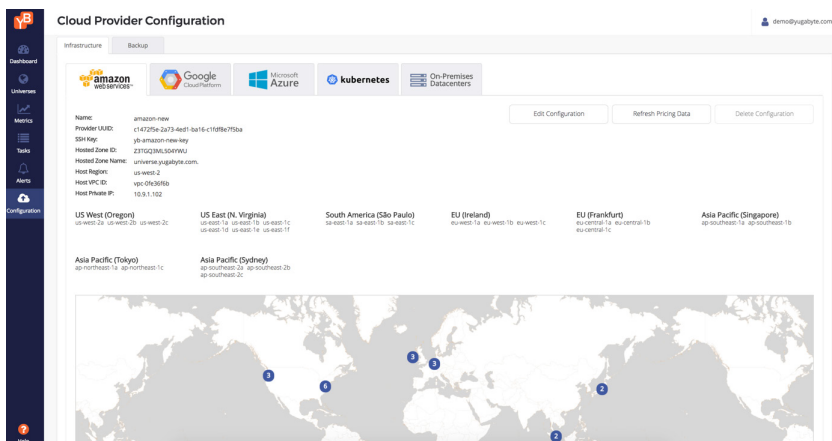 YB
Cloud Provider Configuration
demo@yugabyte.com
Dashboard
Universes
Metrics
Tasks
Alerts
Configuration
Help
Infrastructure Backup
amazon
webservices™
Google
Cloud Platform
Microsoft
Azure
kubernetes
On-Premises
Datacenters
Edit Configuration Refresh Pricing Data Delete Configuration
Name: amazon-new
Provider UUID: c1472f5e-2a73-4ed1-ba16-c1fdf8e7f5ba
SSH Key: yb-amazon-new-key
Hosted Zone ID: Z3TGQ3MLS04YWU
Hosted Zone Name: universe.yugabyte.com.
Host Region: us-west-2
Host VPC ID: vpc-0fe36f6b
Host Private IP: 10.9.1.102
US West (Oregon)
us-west-2a us-west-2b us-west-2c
US East (N. Virginia)
us-east-1a us-east-1b us-east-1c
us-east-1d us-east-1e us-east-1f
South America (São Paulo)
sa-east-1a sa-east-1b sa-east-1c
EU (Ireland)
eu-west-1a eu-west-1b eu-west-1c
EU (Frankfurt)
eu-central-1a eu-central-1b
eu-central-1c
Asia Pacific (Singapore)
ap-southeast-1a ap-southeast-1b
Asia Pacific (Tokyo)
ap-northeast-1a ap-northeast-1c
Asia Pacific (Sydney)
ap-southeast-2a ap-southeast-2b
ap-southeast-2c
3
3
3
6
2
2